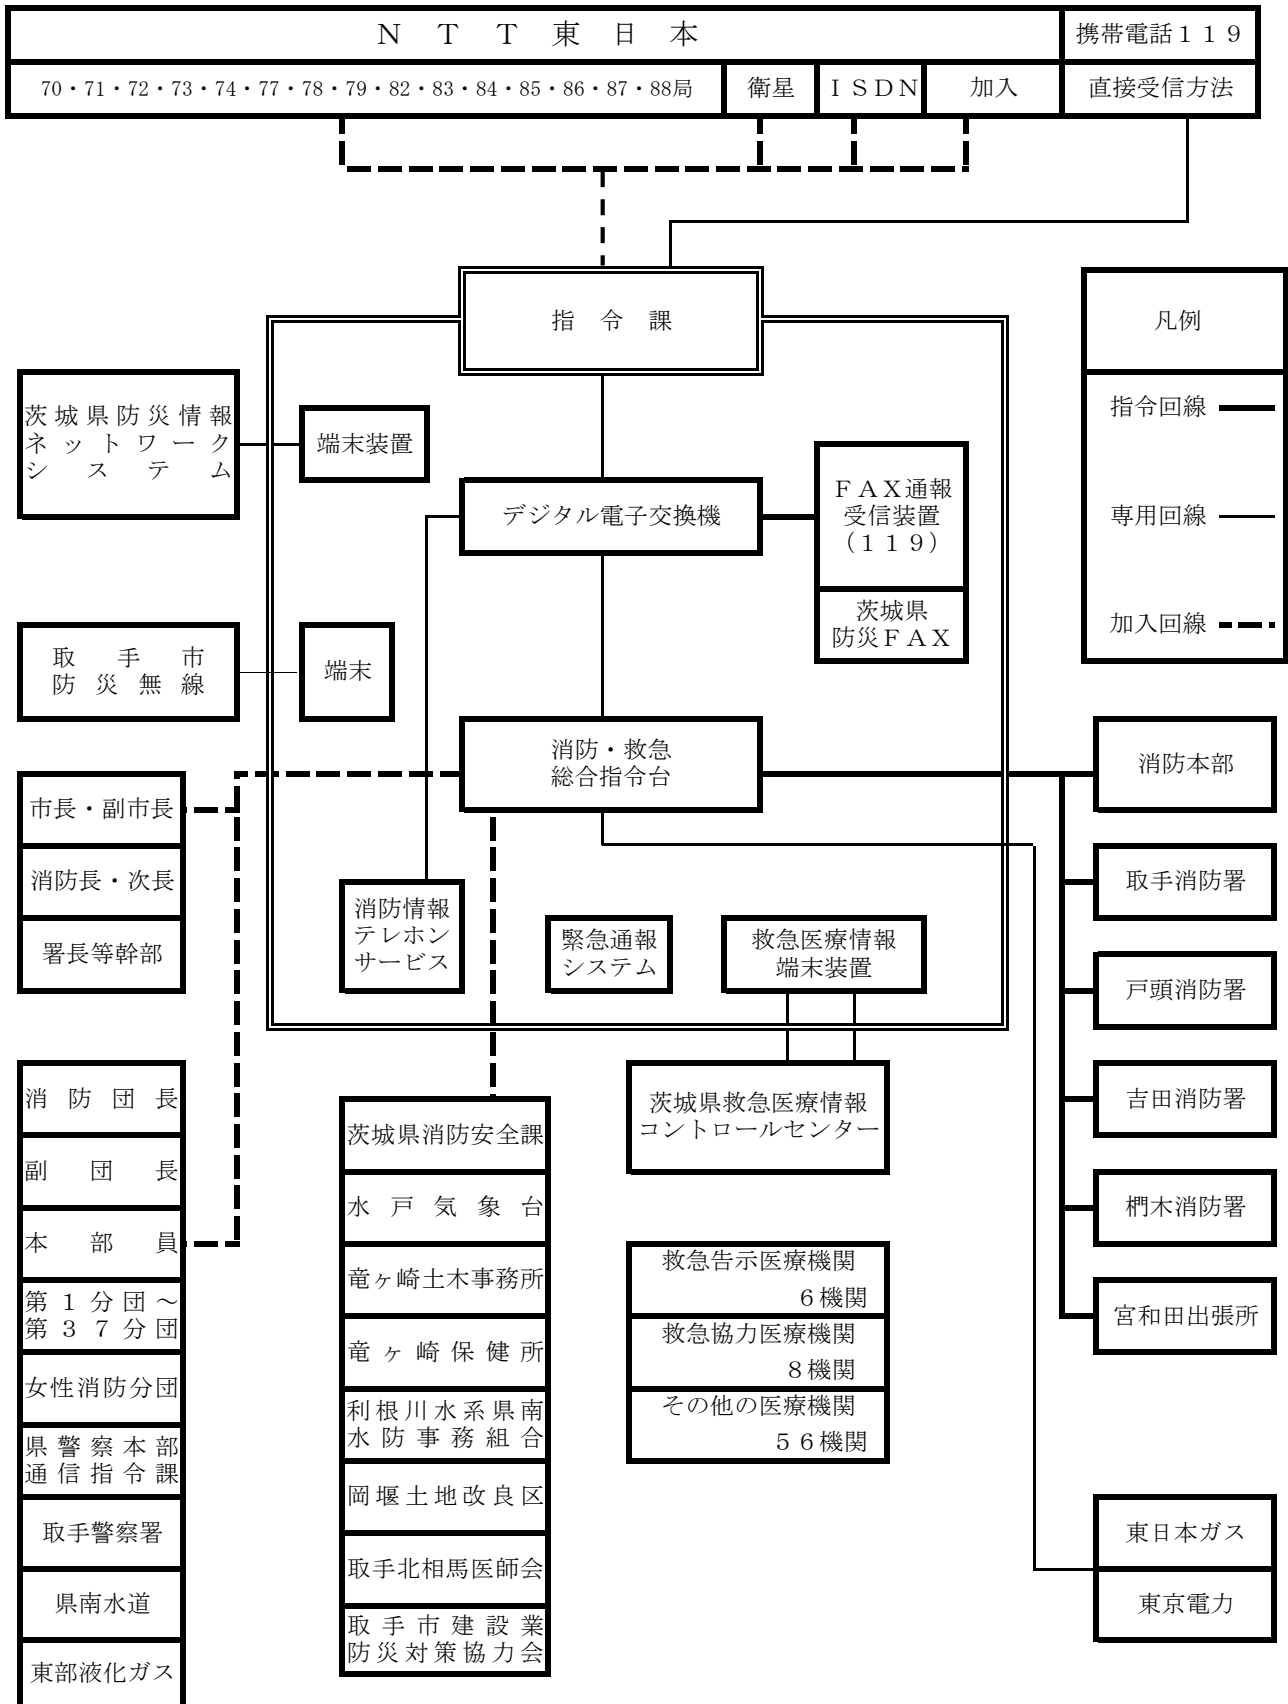 ＮＴＴ東日本
携帯電話１１９
70・71・72・73・74・77・78・79・82・83・84・85・86・87・88局
衛星
ＩＳＤＮ
加入
直接受信方法
指令課
凡例
指令回線
専用回線
加入回線
茨城県防災情報
ネットワーク
システム
端末装置
デジタル電子交換機
ＦＡＸ通報
受信装置
（１１９）
茨城県
防災ＦＡＸ
取手市
防災無線
端末
消防・救急
総合指令台
消防本部
市長・副市長
消防長・次長
署長等幹部
消防情報
テレホン
サービス
緊急通報
システム
救急医療情報
端末装置
取手消防署
戸頭消防署
吉田消防署
椚木消防署
宮和田出張所
消防団長
副団長
本部員
第１分団～
第３７分団
女性消防分団
県警察本部
通信指令課
取手警察署
県南水道
東部液化ガス
茨城県消防安全課
水戸気象台
竜ヶ崎土木事務所
竜ヶ崎保健所
利根川水系県南
水防事務組合
岡堰土地改良区
取手北相馬医師会
取手市建設業
防災対策協力会
茨城県救急医療情報
コントロールセンター
救急告示医療機関
６機関
救急協力医療機関
８機関
その他の医療機関
５６機関
東日本ガス
東京電力